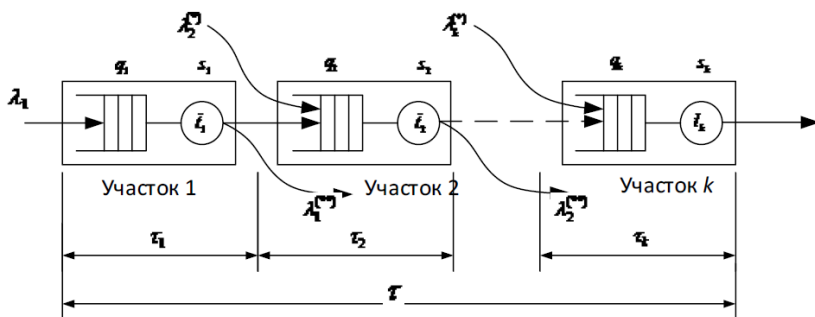 λ₂⁽*⁾ λₖ⁽*⁾
q₁ s₁ q₂ s₂ qₖ sₖ
λ₁ t̄₁ t̄₂ t̄ₖ
Участок 1 Участок 2 Участок k
λ₁⁽**⁾ λ₂⁽**⁾
τ₁ τ₂ τₖ
τ